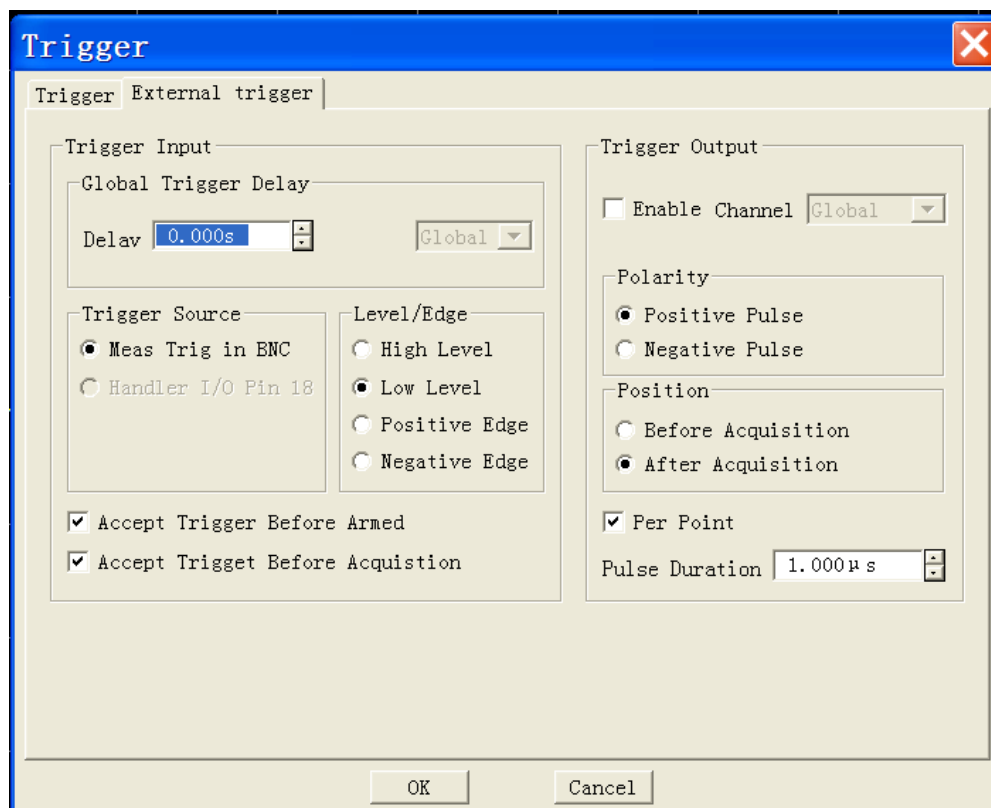 Trigger
Trigger External trigger
Trigger Input
Global Trigger Delay
Delay 0.000s Global
Trigger Source
Meas Trig in BNC
Handler I/O Pin 18
Level/Edge
High Level
Low Level
Positive Edge
Negative Edge
Accept Trigger Before Armed
Accept Trigget Before Acquistion
Trigger Output
Enable Channel Global
Polarity
Positive Pulse
Negative Pulse
Position
Before Acquisition
After Acquisition
Per Point
Pulse Duration 1.000μs
OK Cancel